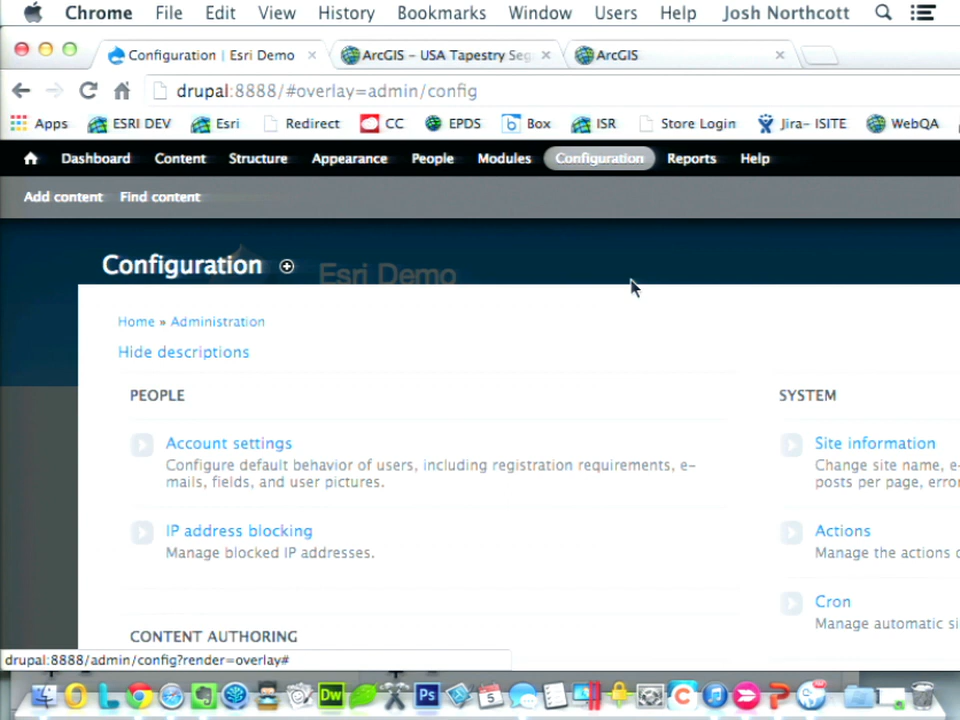 Chrome File Edit View History Bookmarks Window Users Help Josh Northcott
Configuration | Esri Demo × ArcGIS - USA Tapestry Seg × ArcGIS ×
drupal:8888/#overlay=admin/config
Apps ESRI DEV Esri Redirect CC EPDS Box ISR Store Login Jira- ISITE WebQA
Dashboard Content Structure Appearance People Modules Configuration Reports Help
Add content Find content
Configuration
Esri Demo
Home » Administration
Hide descriptions
PEOPLE
Account settings
Configure default behavior of users, including registration requirements, e-
mails, fields, and user pictures.
IP address blocking
Manage blocked IP addresses.
CONTENT AUTHORING
SYSTEM
Site information
Change site name, e-
posts per page, erro
Actions
Manage the actions
Cron
Manage automatic si
drupal:8888/admin/config?render=overlay#
Dw
Ps
5